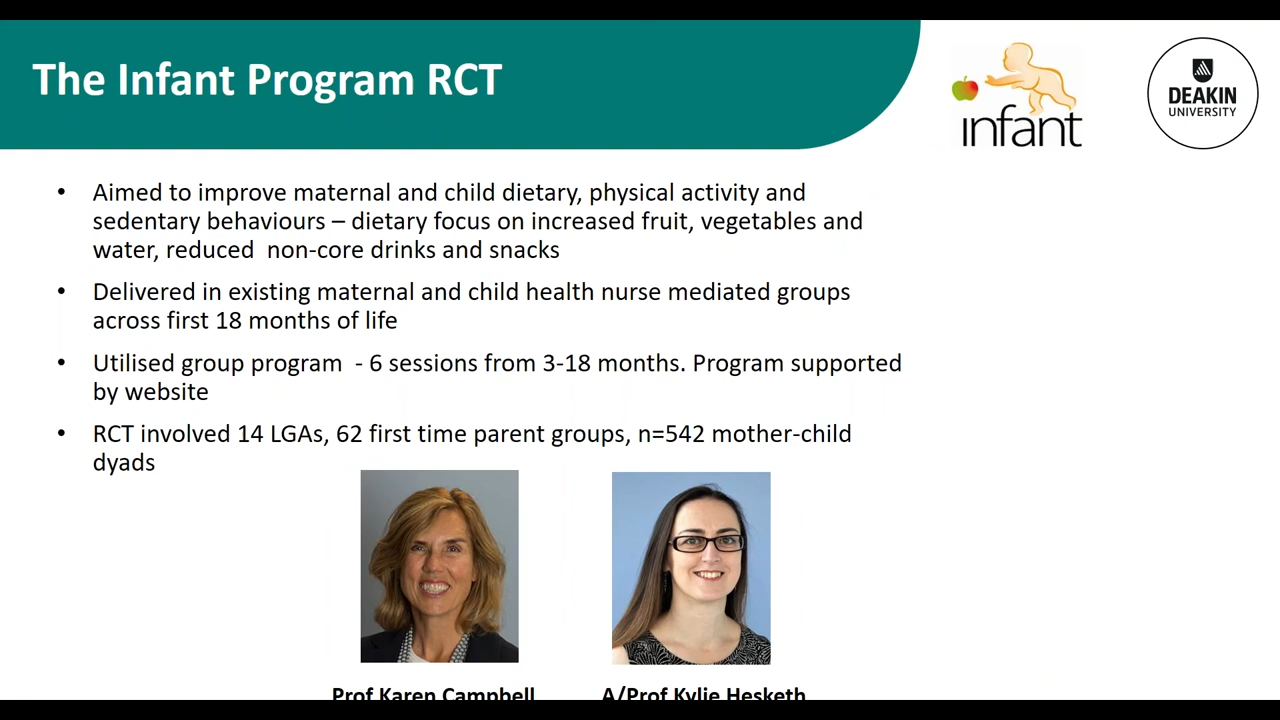 The Infant Program RCT
infant
DEAKIN
UNIVERSITY
• Aimed to improve maternal and child dietary, physical activity and
sedentary behaviours – dietary focus on increased fruit, vegetables and
water, reduced  non-core drinks and snacks
• Delivered in existing maternal and child health nurse mediated groups
across first 18 months of life
• Utilised group program  - 6 sessions from 3-18 months. Program supported
by website
• RCT involved 14 LGAs, 62 first time parent groups, n=542 mother-child
dyads
Prof Karen Campbell
A/Prof Kylie Hesketh